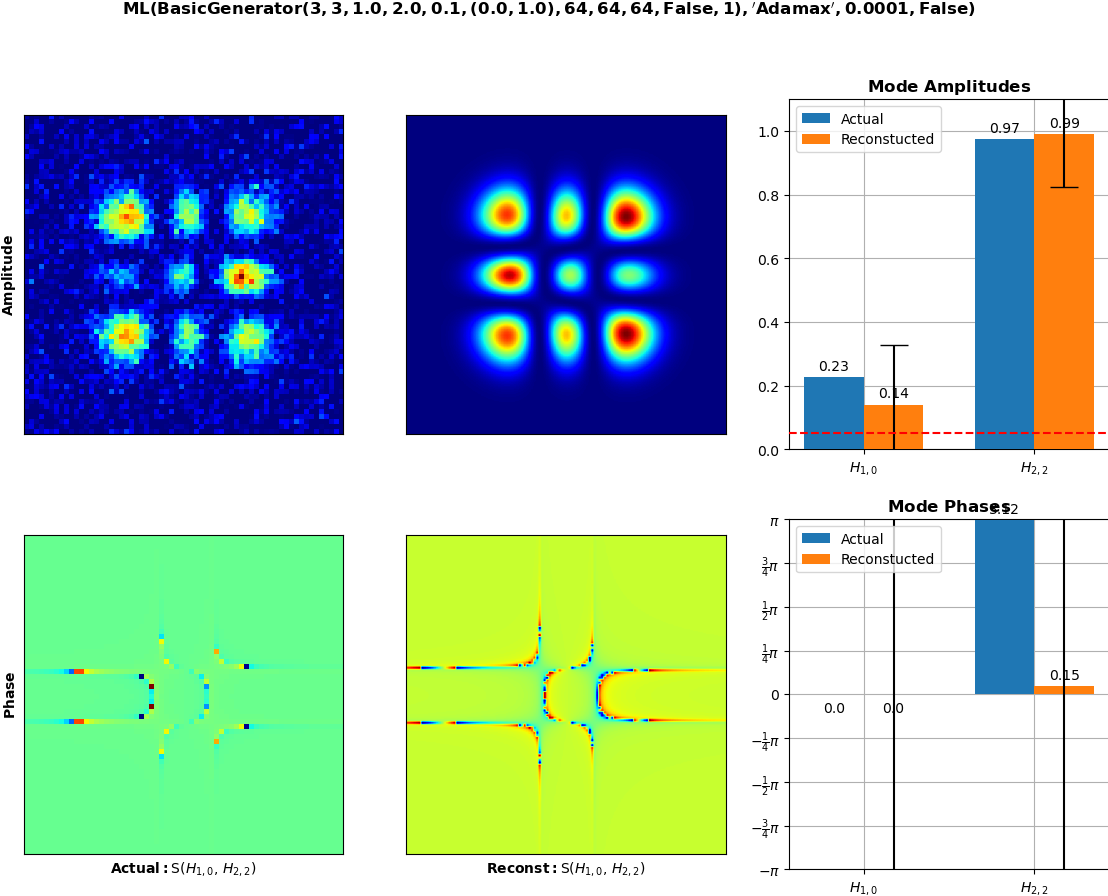 ML(BasicGenerator(3, 3, 1.0, 2.0, 0.1, (0.0, 1.0), 64, 64, 64, False, 1), ′Adamax′, 0.0001, False)
Amplitude
Mode Amplitudes
Actual
Reconstucted
1.0
0.8
0.6
0.4
0.2
0.0
0.23
0.14
0.97
0.99
H₁,₀
H₂,₂
Phase
Actual: S(H₁,₀, H₂,₂)
Reconst: S(H₁,₀, H₂,₂)
Mode Phases
Actual
Reconstucted
π
3/4π
1/2π
1/4π
0
−1/4π
−1/2π
−3/4π
−π
0.0
0.0
3.12
0.15
H₁,₀
H₂,₂